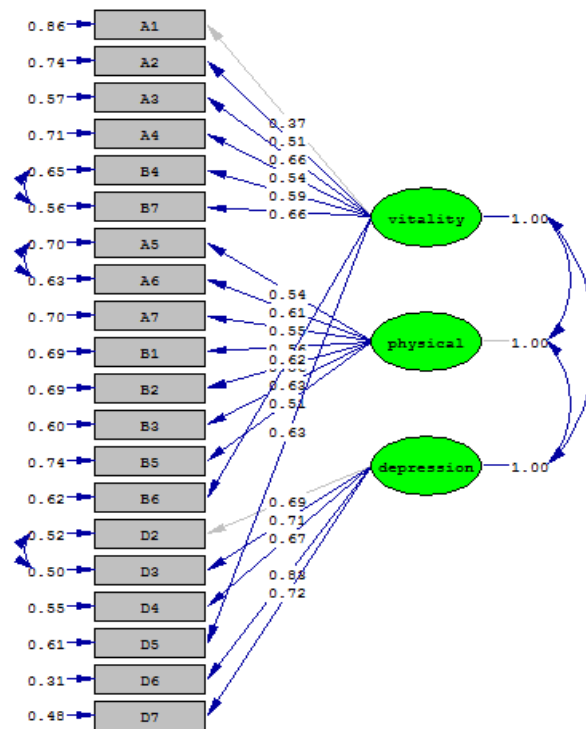 0.86 A1
0.74 A2
0.57 A3
0.71 A4
0.65 B4
0.56 B7
0.70 A5
0.63 A6
0.70 A7
0.69 B1
0.69 B2
0.60 B3
0.74 B5
0.62 B6
0.52 D2
0.50 D3
0.55 D4
0.61 D5
0.31 D6
0.48 D7
0.37
0.51
0.66
0.54
0.59
0.66
0.54
0.61
0.55
0.62
0.63
0.51
0.63
0.69
0.71
0.67
0.72
vitality 1.00
physical 1.00
depression 1.00